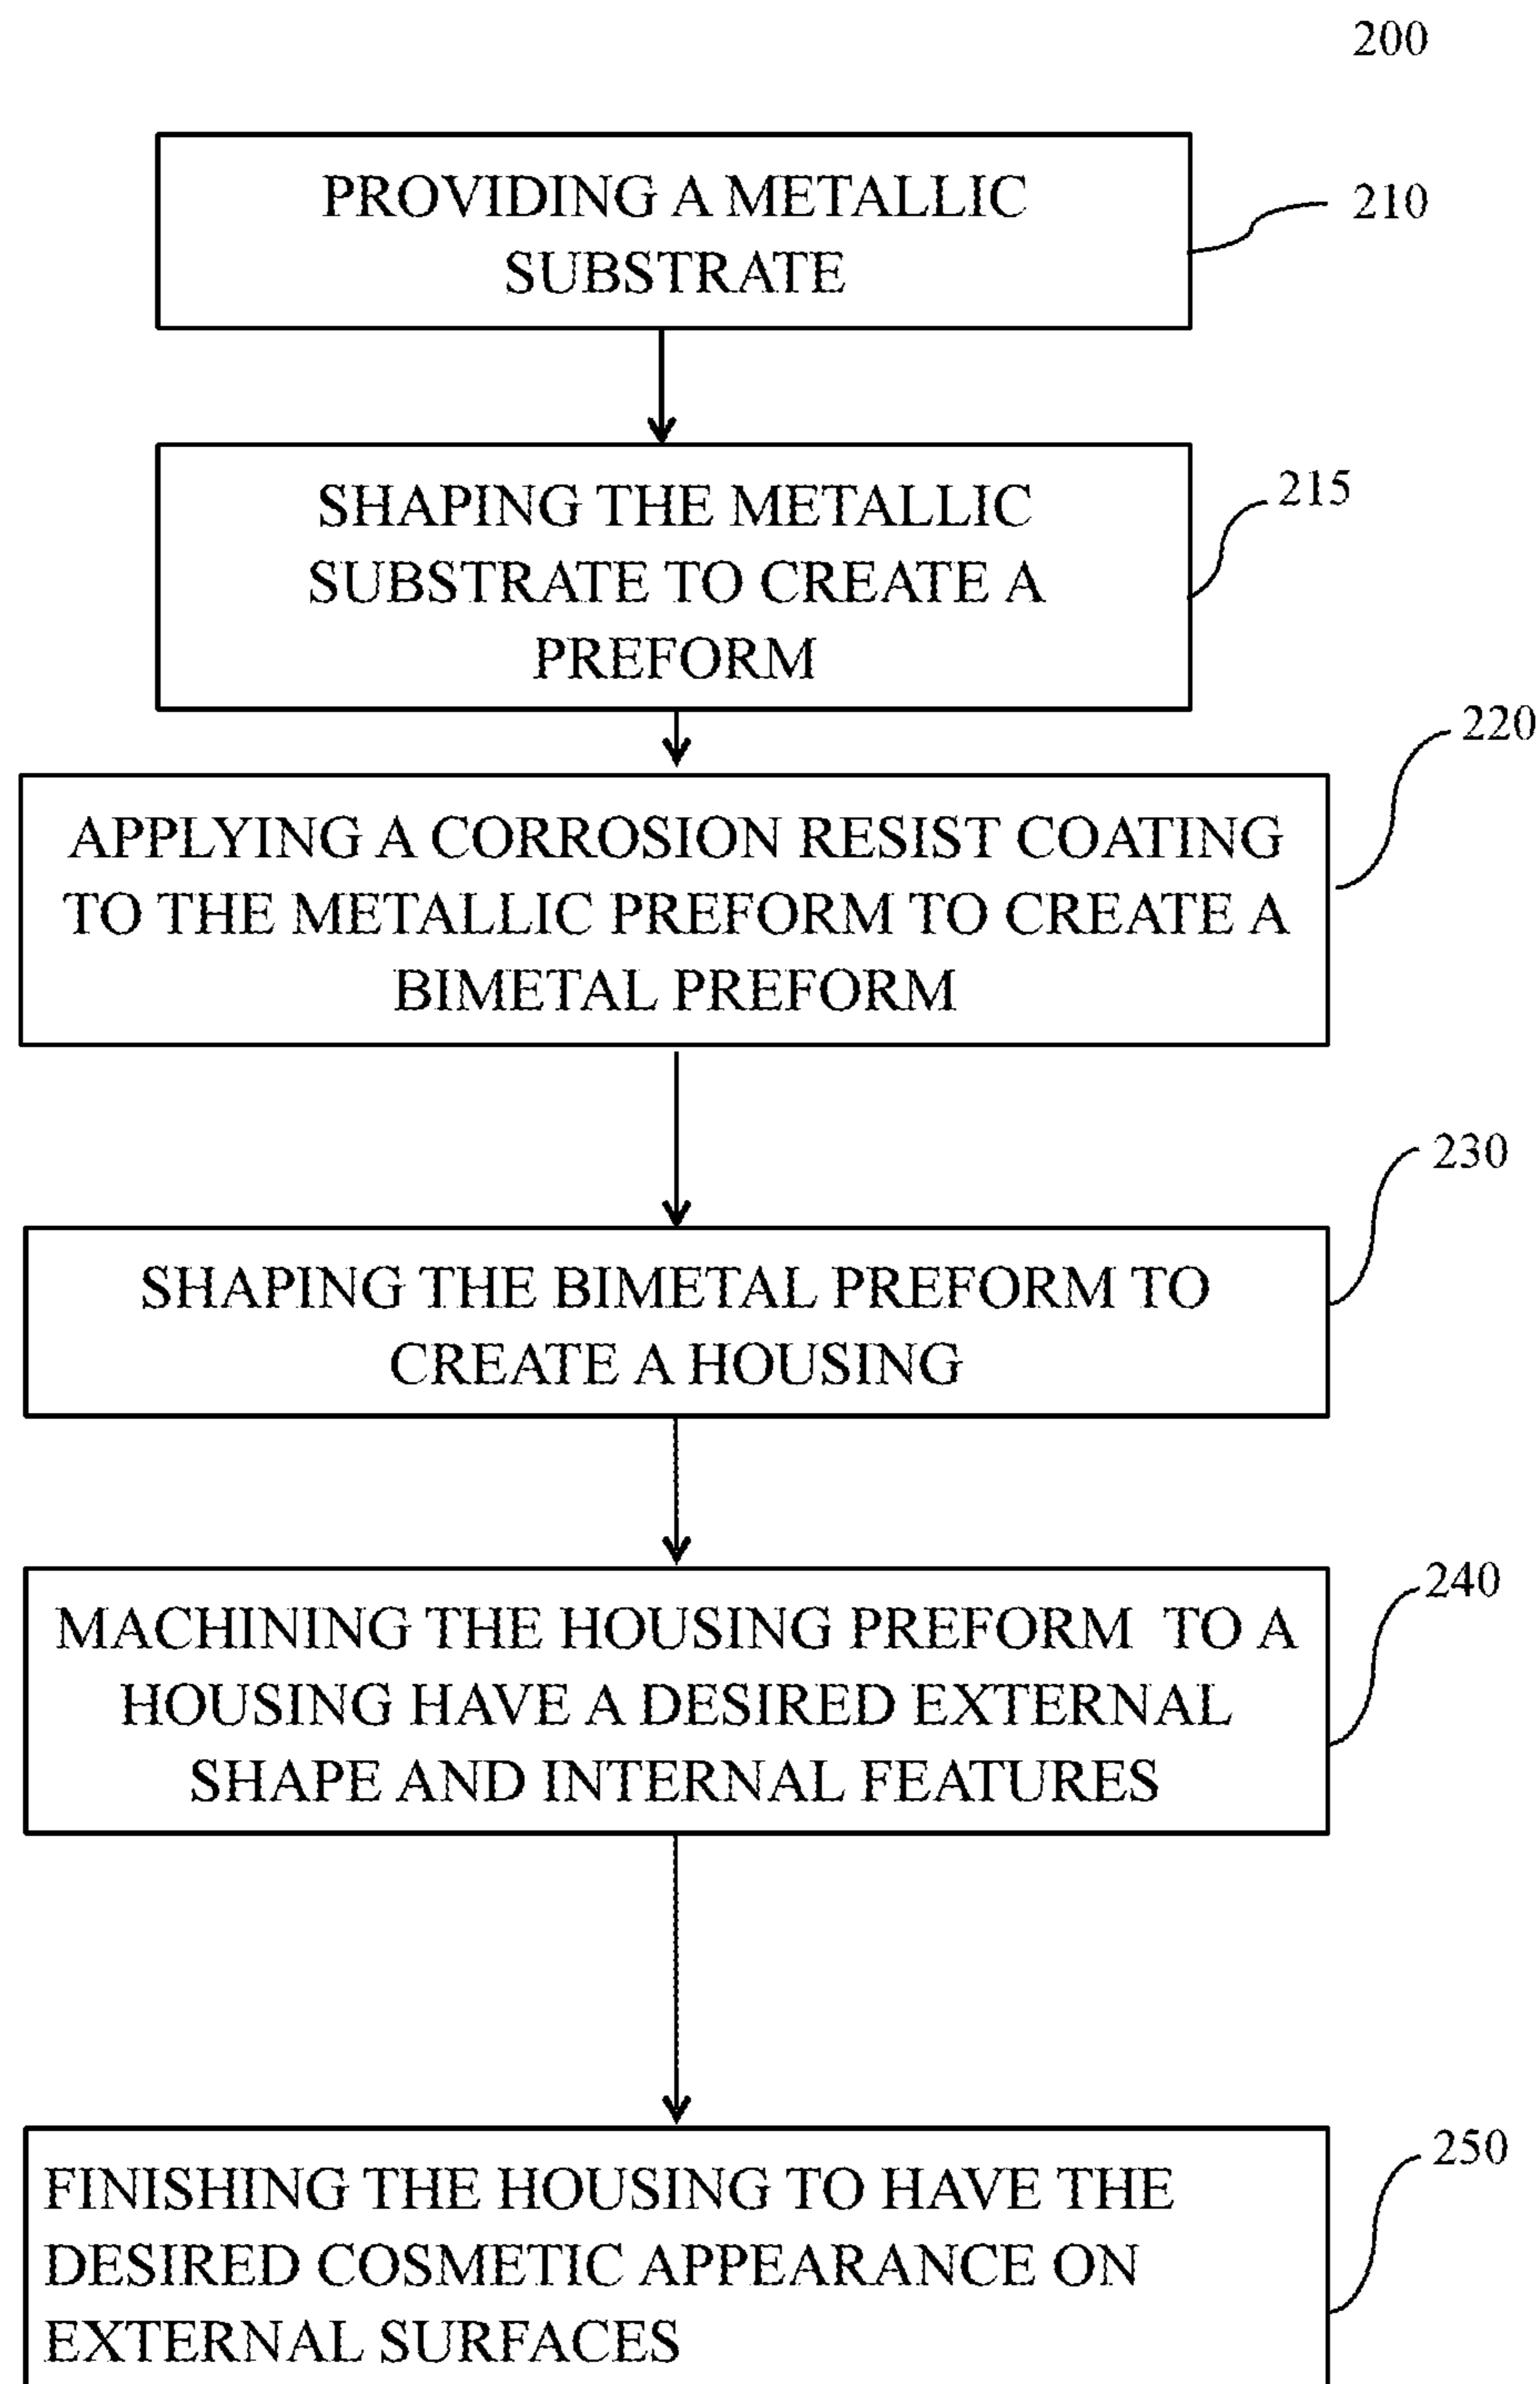 200
PROVIDING A METALLIC
SUBSTRATE
210
SHAPING THE METALLIC
SUBSTRATE TO CREATE A
PREFORM
215
APPLYING A CORROSION RESIST COATING
TO THE METALLIC PREFORM TO CREATE A
BIMETAL PREFORM
220
SHAPING THE BIMETAL PREFORM TO
CREATE A HOUSING
230
MACHINING THE HOUSING PREFORM TO A
HOUSING HAVE A DESIRED EXTERNAL
SHAPE AND INTERNAL FEATURES
240
FINISHING THE HOUSING TO HAVE THE
DESIRED COSMETIC APPEARANCE ON
EXTERNAL SURFACES
250